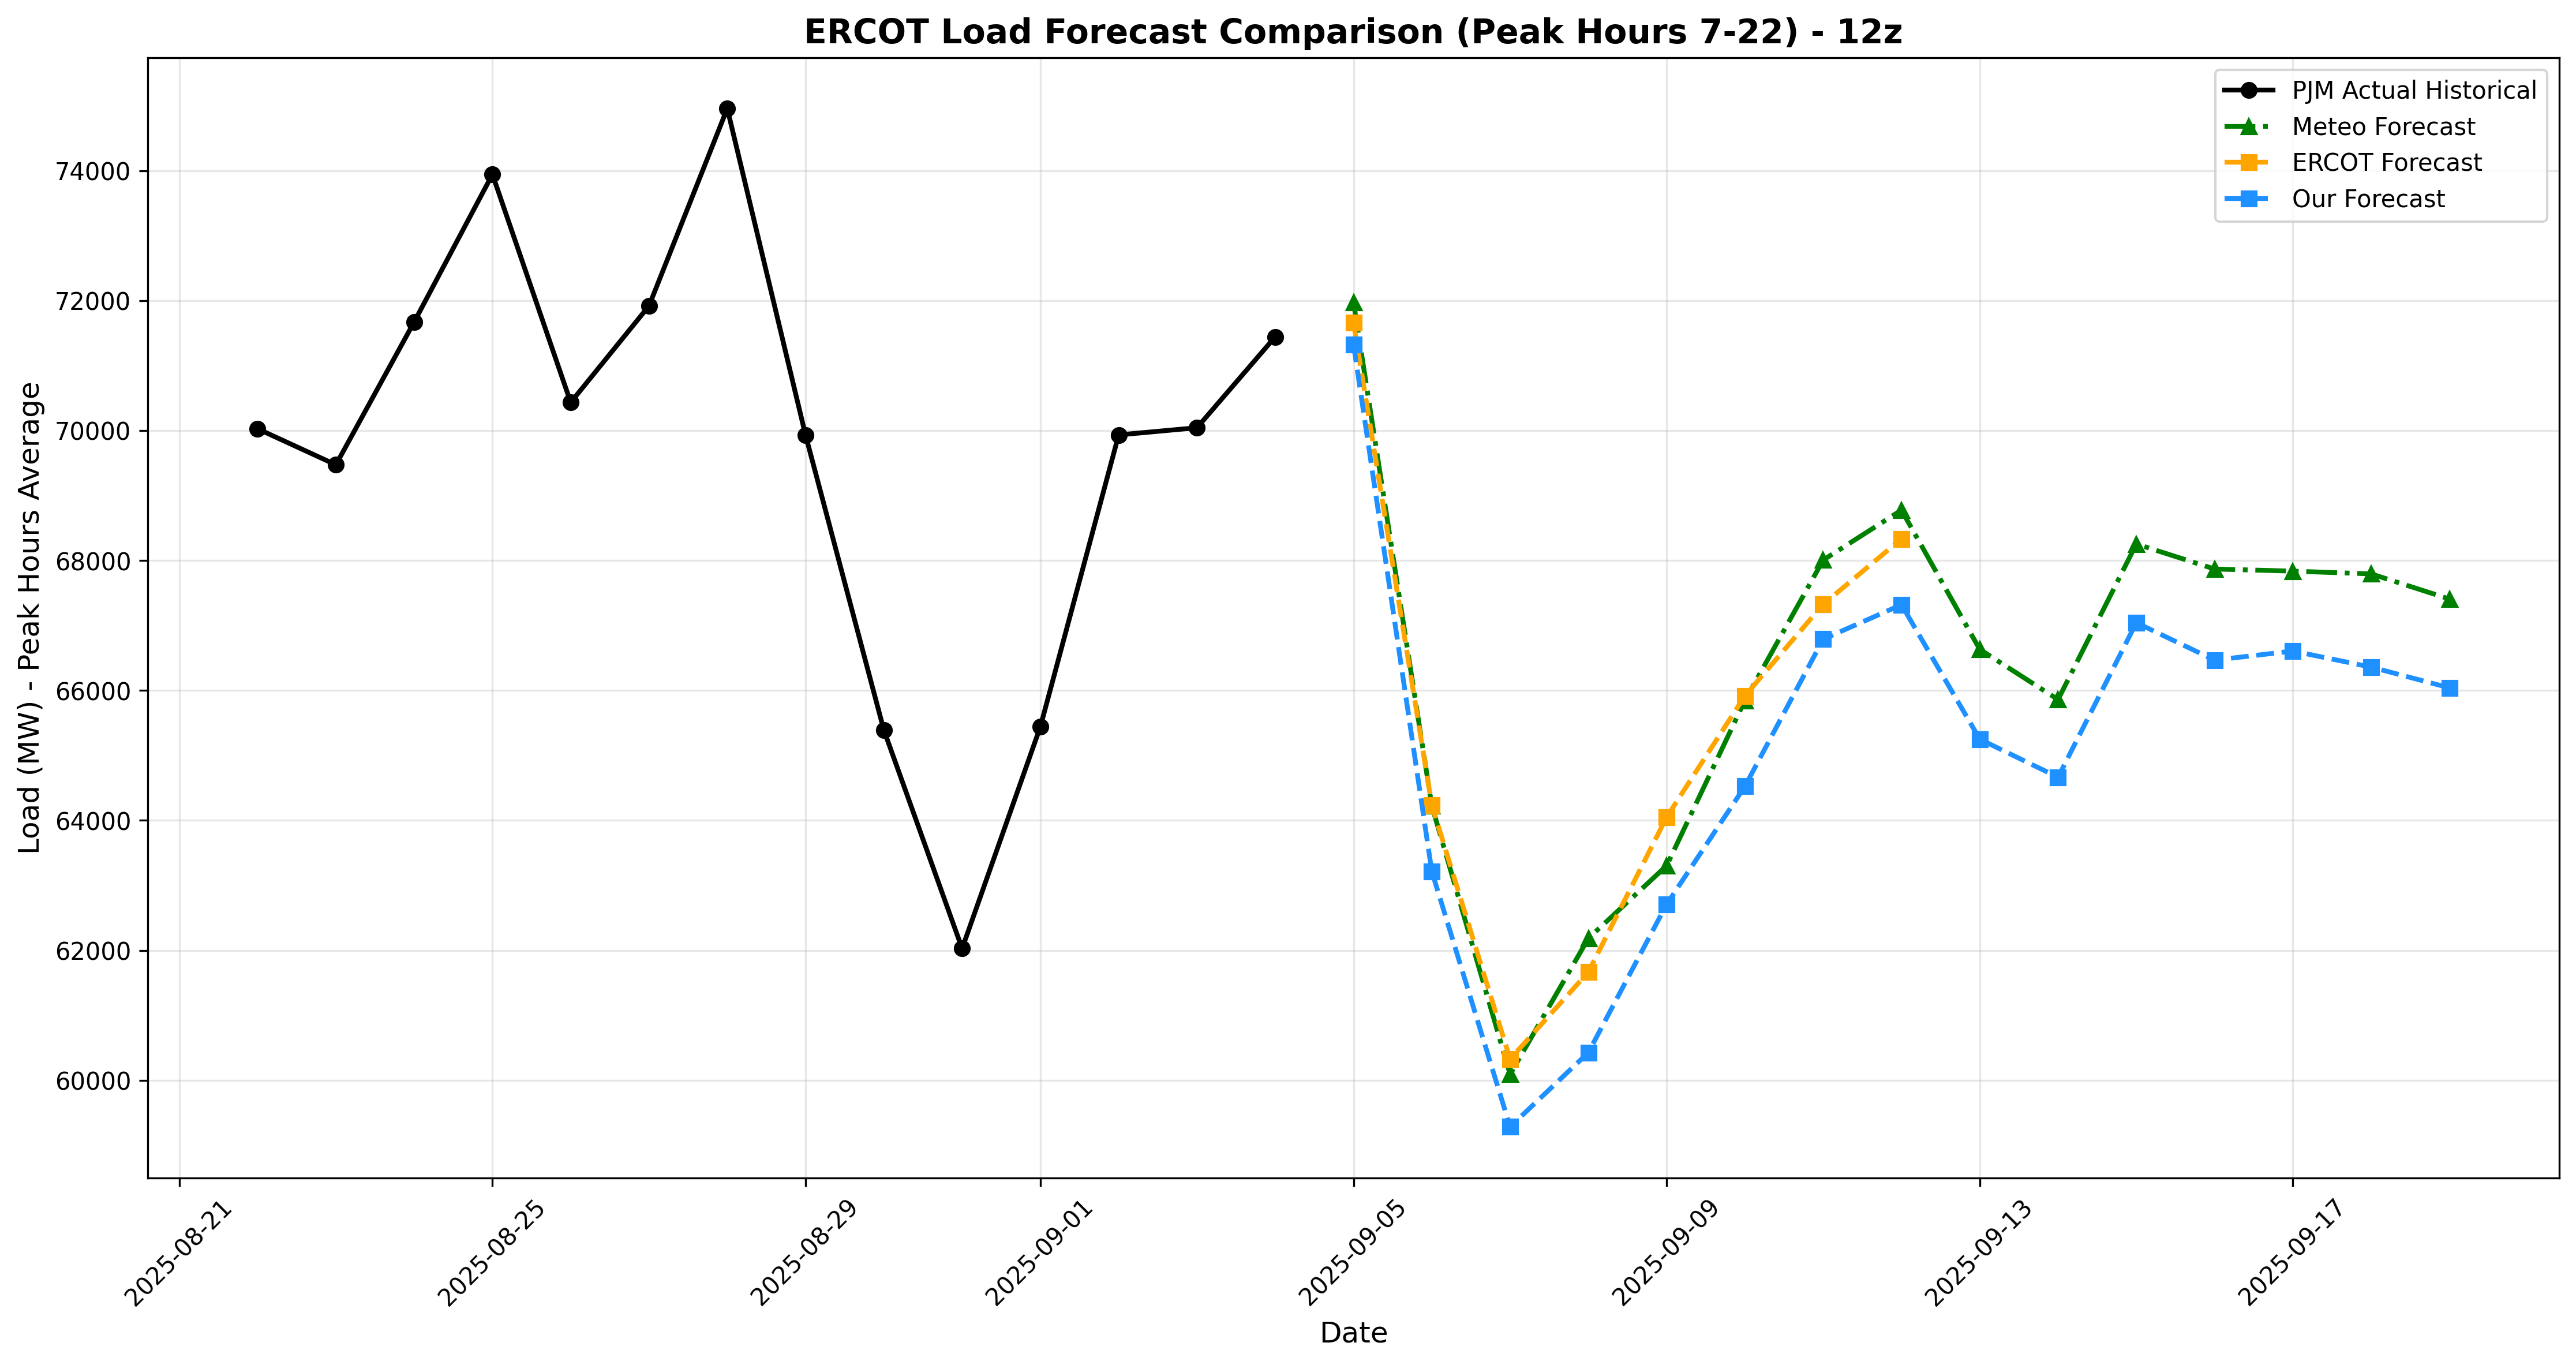 ERCOT Load Forecast Comparison (Peak Hours 7-22) - 12z
PJM Actual Historical
Meteo Forecast
ERCOT Forecast
Our Forecast
Load (MW) - Peak Hours Average
74000
72000
70000
68000
66000
64000
62000
60000
2025-08-21
2025-08-25
2025-08-29
2025-09-01
2025-09-05
2025-09-09
2025-09-13
2025-09-17
Date